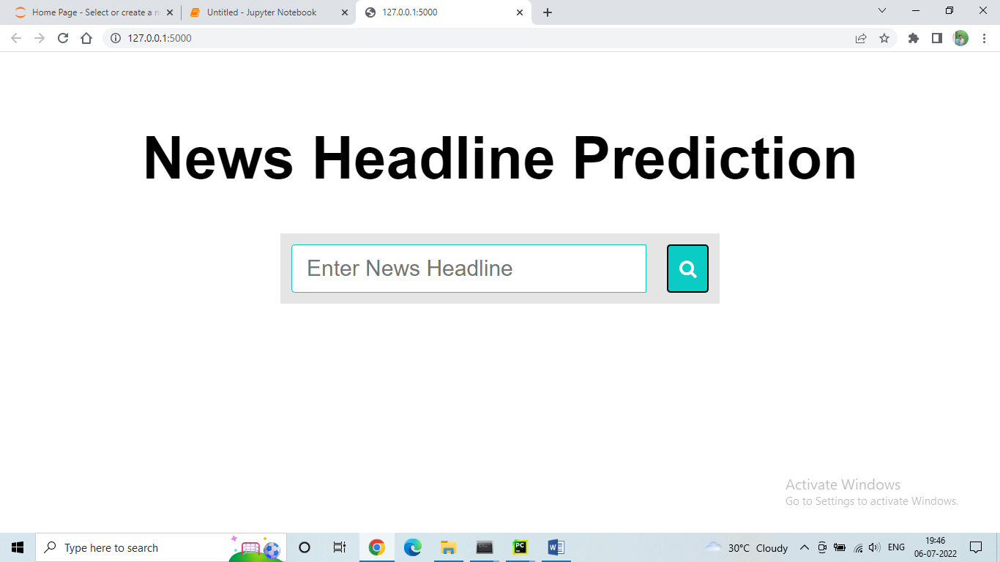 Home Page - Select or create a n
Untitled - Jupyter Notebook
127.0.0.1:5000
127.0.0.1:5000
News Headline Prediction
Enter News Headline
Activate Windows
Go to Settings to activate Windows.
Type here to search
PC
W
30°C Cloudy
ENG
19:46
06-07-2022